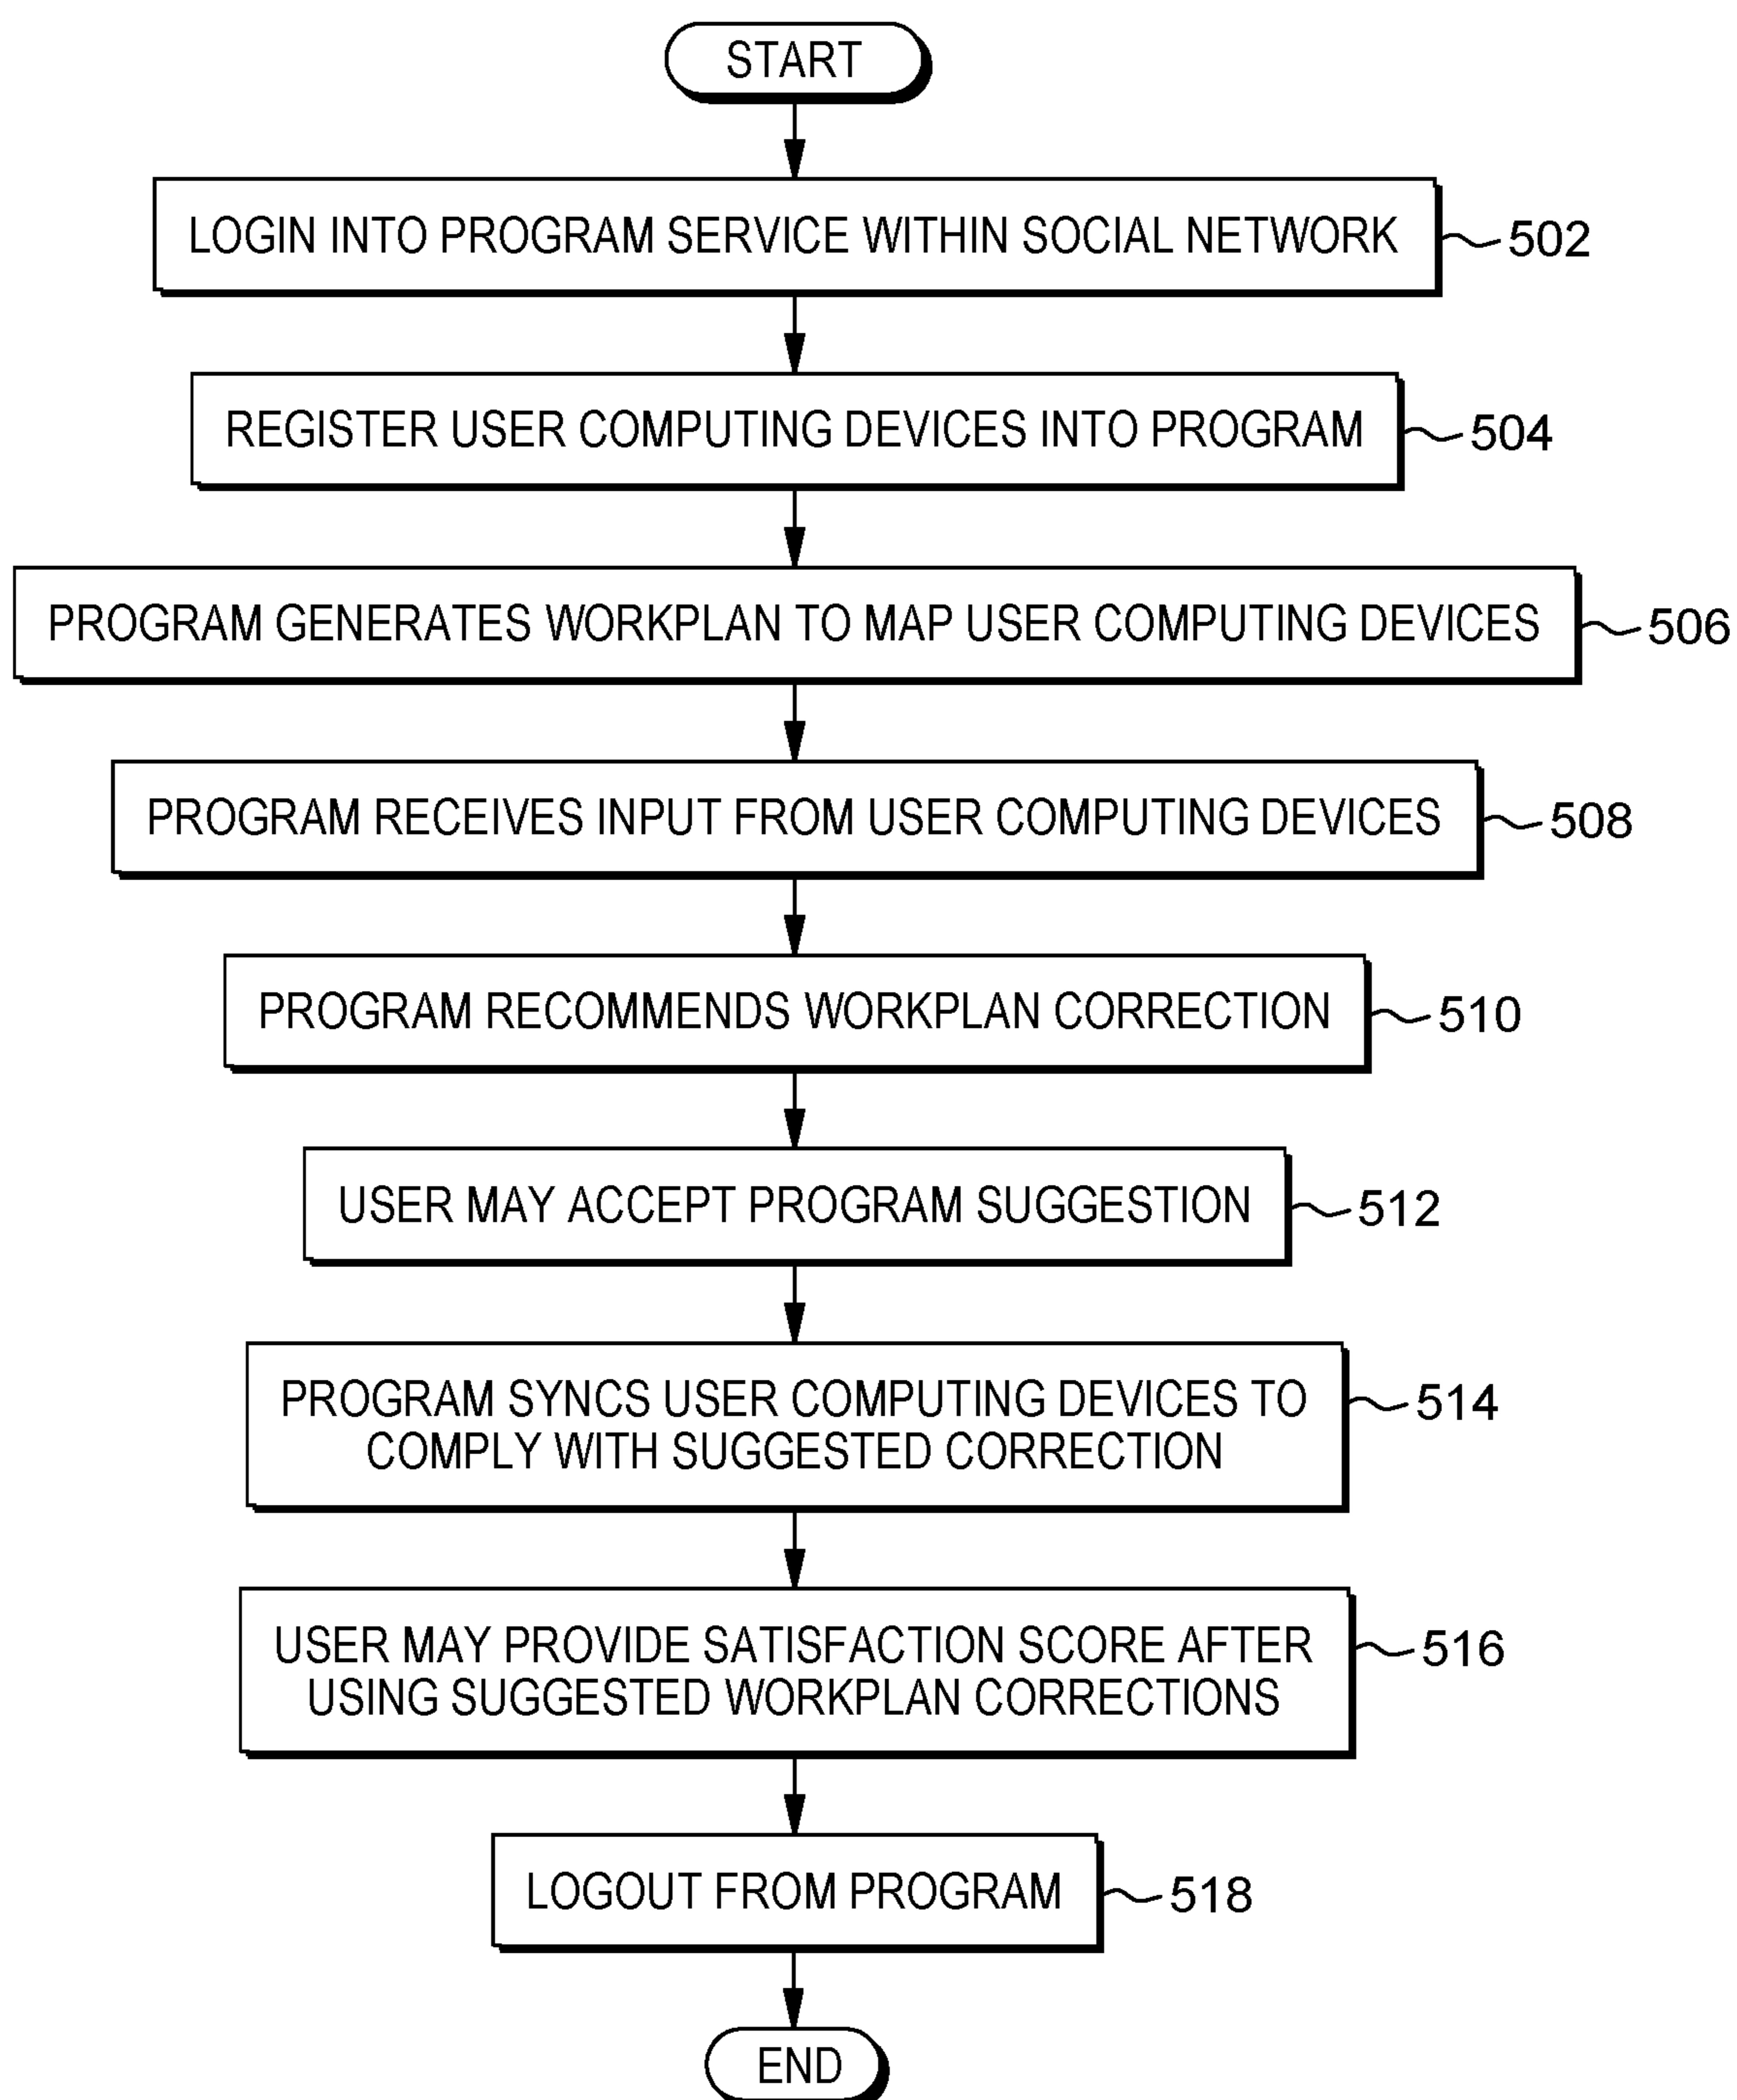 START
LOGIN INTO PROGRAM SERVICE WITHIN SOCIAL NETWORK
502
REGISTER USER COMPUTING DEVICES INTO PROGRAM
504
PROGRAM GENERATES WORKPLAN TO MAP USER COMPUTING DEVICES
506
PROGRAM RECEIVES INPUT FROM USER COMPUTING DEVICES
508
PROGRAM RECOMMENDS WORKPLAN CORRECTION
510
USER MAY ACCEPT PROGRAM SUGGESTION
512
PROGRAM SYNCS USER COMPUTING DEVICES TO
COMPLY WITH SUGGESTED CORRECTION
514
USER MAY PROVIDE SATISFACTION SCORE AFTER
USING SUGGESTED WORKPLAN CORRECTIONS
516
LOGOUT FROM PROGRAM
518
END